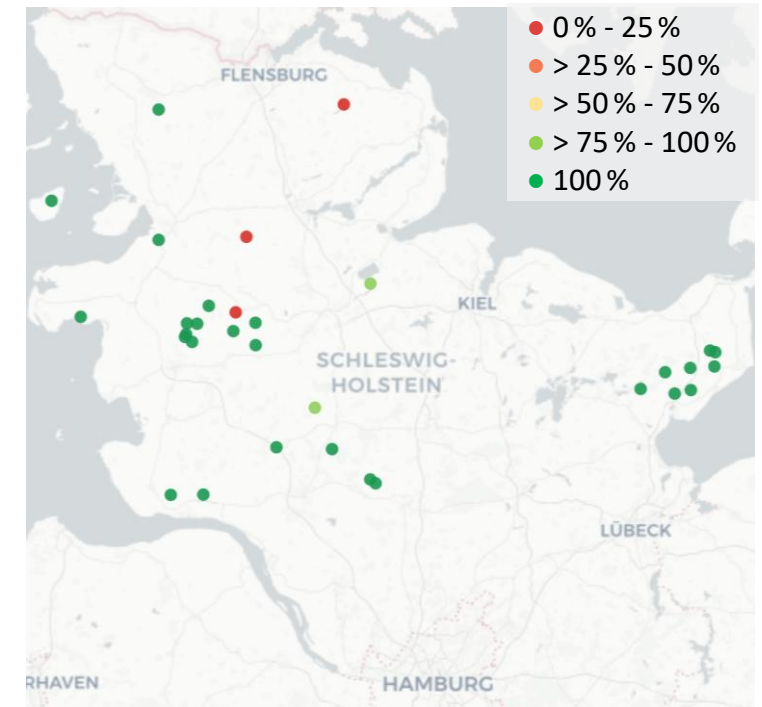 0 % - 25 %
> 25 % - 50 %
> 50 % - 75 %
> 75 % - 100 %
100 %
FLENSBURG
KIEL
SCHLESWIG-
HOLSTEIN
LÜBECK
RHAVEN
HAMBURG